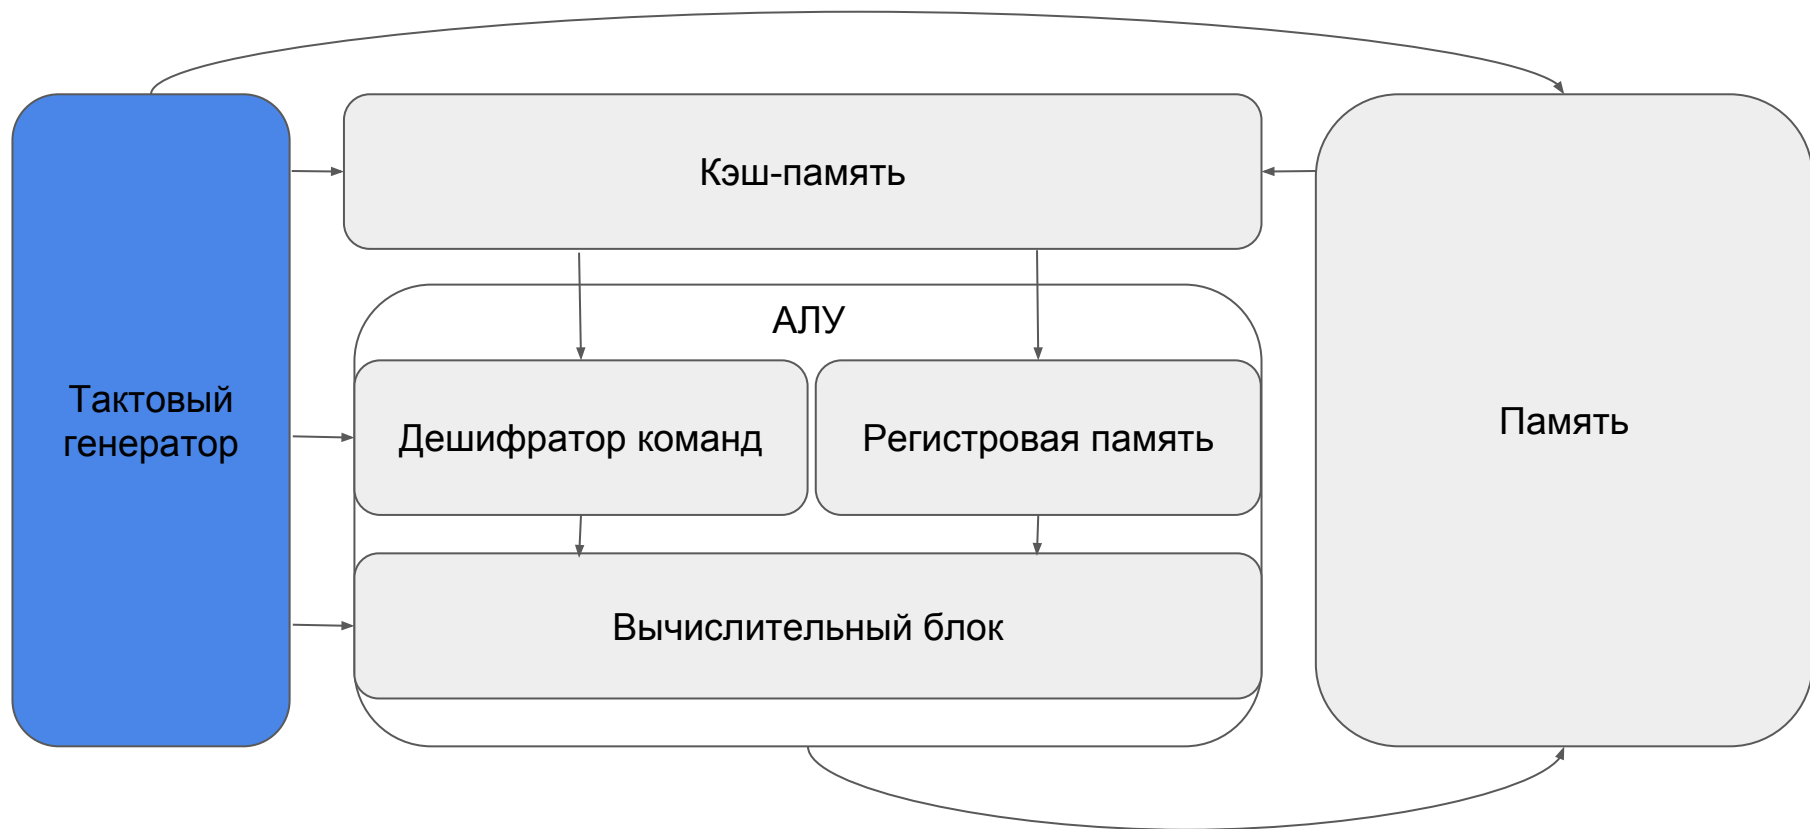 Кэш-память
АЛУ
Тактовый
генератор
Дешифратор команд
Регистровая память
Память
Вычислительный блок